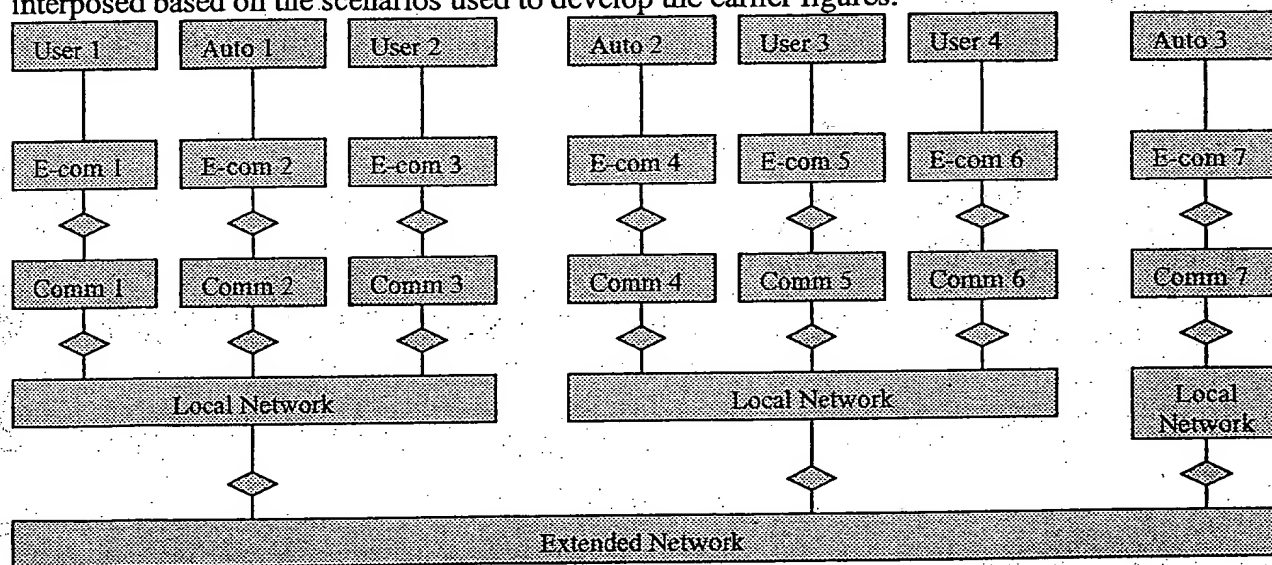 interposed based on the scenarios used to develop the earlier figures.
User 1 Auto 1 User 2 Auto 2 User 3 User 4 Auto 3
E-com 1 E-com 2 E-com 3 E-com 4 E-com 5 E-com 6 E-com 7
Comm 1 Comm 2 Comm 3 Comm 4 Comm 5 Comm 6 Comm 7
Local Network Local Network Local
Network
Extended Network